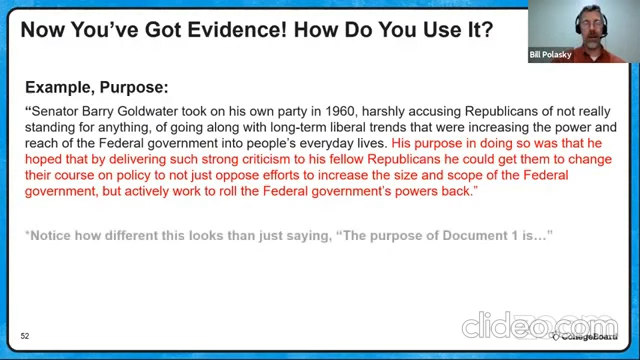 Now You've Got Evidence! How Do You Use It?
Bill Polasky
Example, Purpose:
"Senator Barry Goldwater took on his own party in 1960, harshly accusing Republicans of not really
standing for anything, of going along with long-term liberal trends that were increasing the power and
reach of the Federal government into people's everyday lives. His purpose in doing so was that he
hoped that by delivering such strong criticism to his fellow Republicans he could get them to change
their course on policy to not just oppose efforts to increase the size and scope of the Federal
government, but actively work to roll the Federal government's powers back."
*Notice how different this looks than just saying, "The purpose of Document 1 is…"
52
clideo.com
CollegeBoard